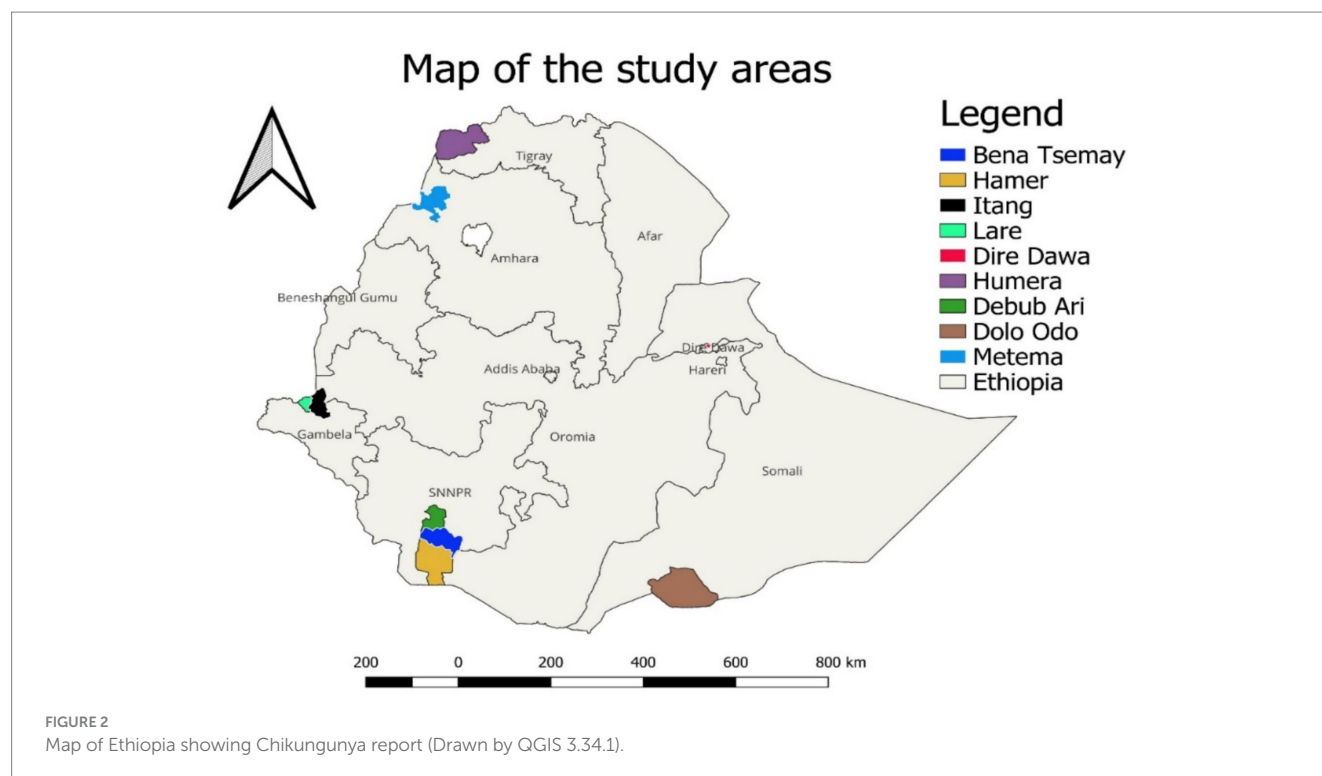 Map of the study areas
Legend
Bena Tsemay
Hamer
Itang
Lare
Dire Dawa
Humera
Debub Ari
Dolo Odo
Metema
Ethiopia
Tigray
Afar
Amhara
Beneshangul Gumu
Dire Dawa
Addis Ababa
Hareri
Gambela
Oromia
Somali
SNNPR
200 0 200 400 600 800 km
FIGURE 2
Map of Ethiopia showing Chikungunya report (Drawn by QGIS 3.34.1).